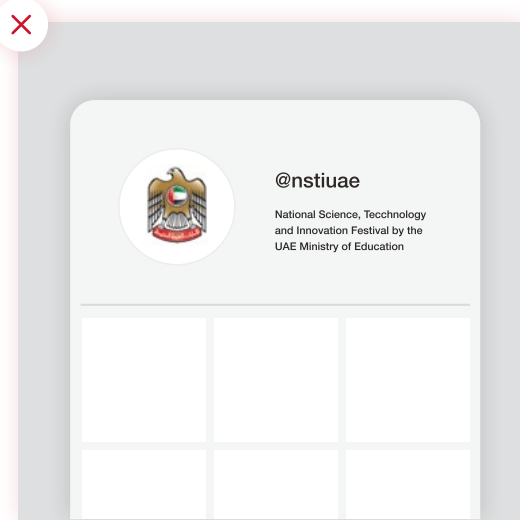 @nstiuae
National Science, Tecchnology
and Innovation Festival by the
UAE Ministry of Education